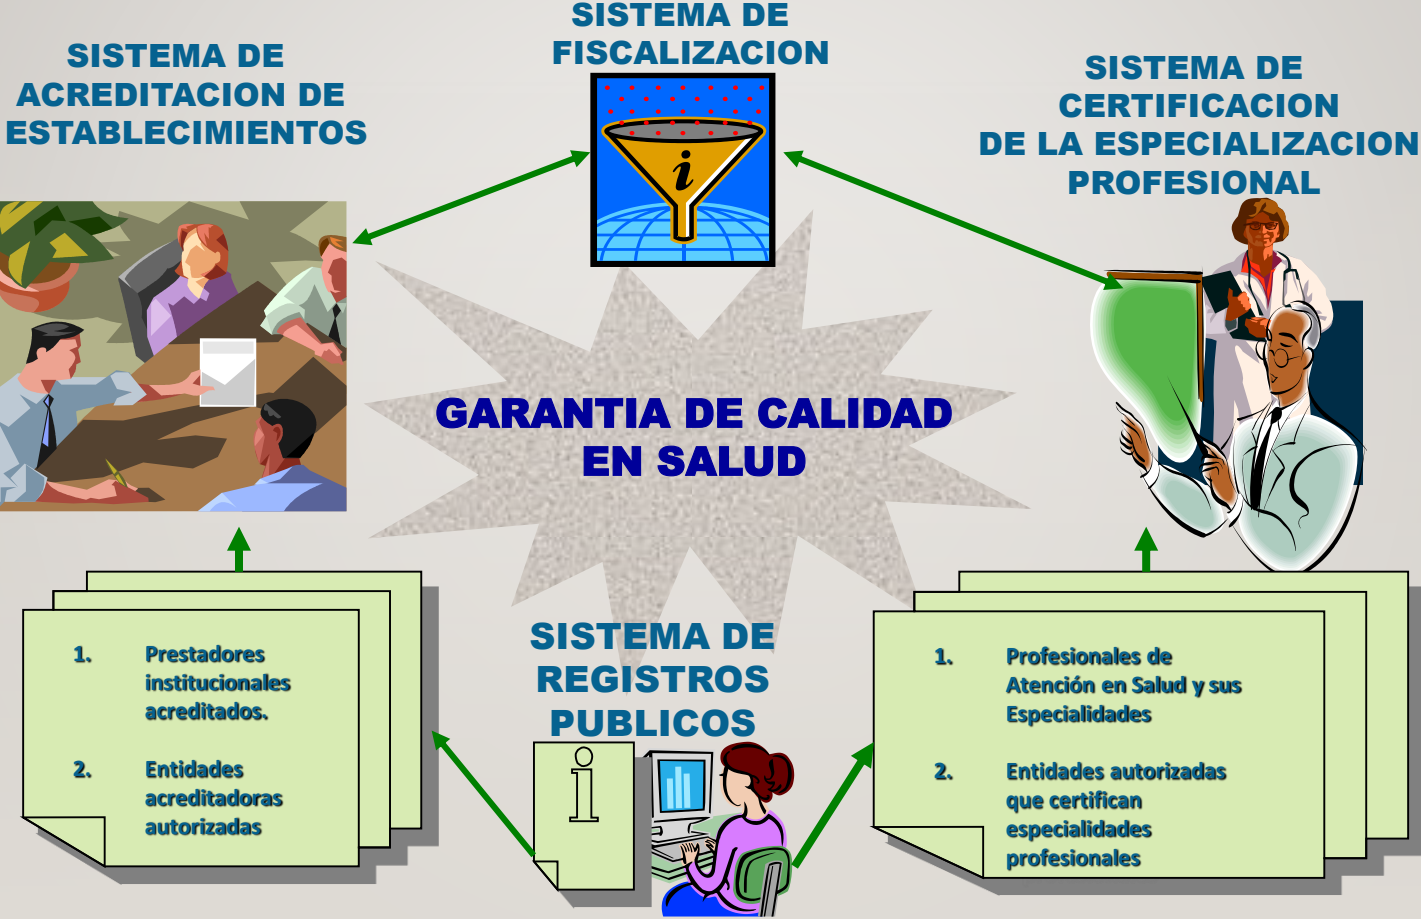 SISTEMA DE
FISCALIZACION
SISTEMA DE
ACREDITACION DE
ESTABLECIMIENTOS
SISTEMA DE
CERTIFICACION
DE LA ESPECIALIZACION
PROFESIONAL
i
GARANTIA DE CALIDAD
EN SALUD
SISTEMA DE
REGISTROS
PUBLICOS
i
1. Prestadores
institucionales
acreditados.
2. Entidades
acreditadoras
autorizadas
1. Profesionales de
Atención en Salud y sus
Especialidades
2. Entidades autorizadas
que certifican
especialidades
profesionales